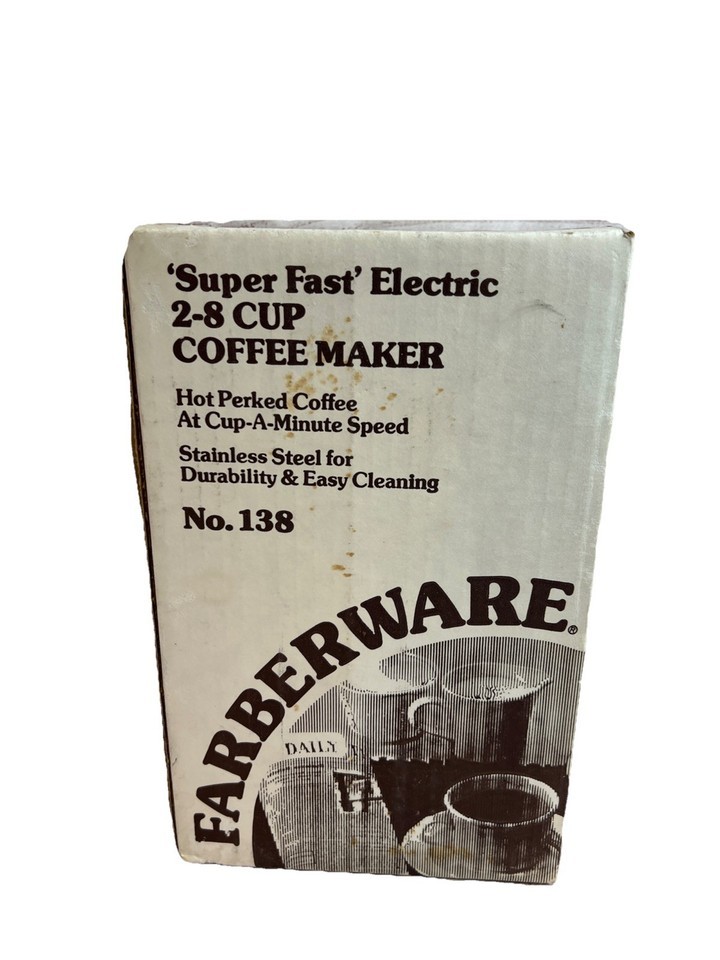 'Super Fast' Electric
2-8 CUP
COFFEE MAKER
Hot Perked Coffee
At Cup-A-Minute Speed
Stainless Steel for
Durability & Easy Cleaning
No. 138
FARBERWARE®
DAILY